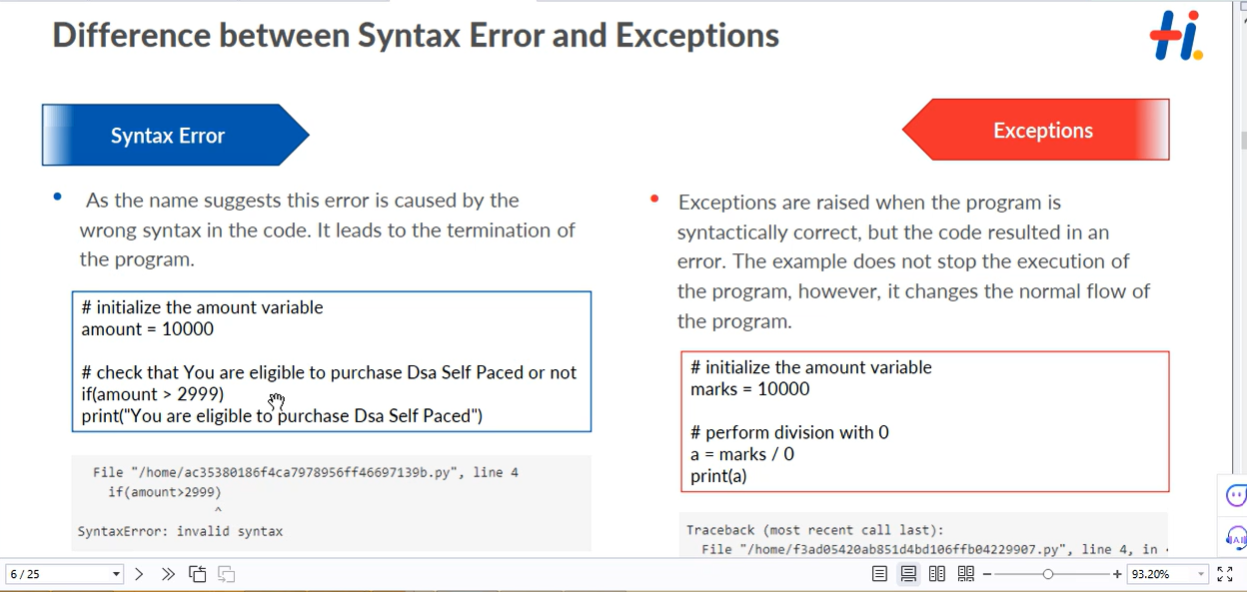 Difference between Syntax Error and Exceptions
Hi.
Syntax Error
As the name suggests this error is caused by the
wrong syntax in the code. It leads to the termination of
the program.
# initialize the amount variable
amount = 10000
# check that You are eligible to purchase Dsa Self Paced or not
if(amount > 2999)
print("You are eligible to purchase Dsa Self Paced")
File "/home/ac35380186f4ca7978956ff46697139b.py", line 4
if(amount>2999)
^
SyntaxError: invalid syntax
Exceptions
Exceptions are raised when the program is
syntactically correct, but the code resulted in an
error. The example does not stop the execution of
the program, however, it changes the normal flow of
the program.
# initialize the amount variable
marks = 10000
# perform division with 0
a = marks / 0
print(a)
Traceback (most recent call last):
File "/home/f3ad05420ab851d4bd106ffb04229907.py", line 4, in
AI
6 / 25
93.20%